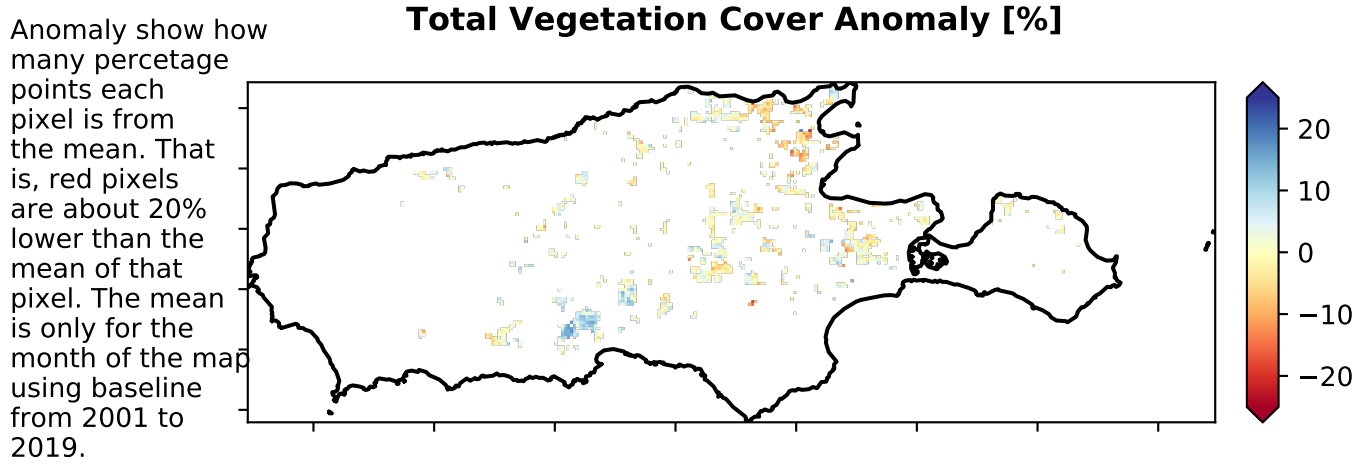 Total Vegetation Cover Anomaly [%]
Anomaly show how
many percetage
points each
pixel is from
the mean. That
is, red pixels
are about 20%
lower than the
mean of that
pixel. The mean
is only for the
month of the map
using baseline
from 2001 to
2019.
20
10
0
−10
−20